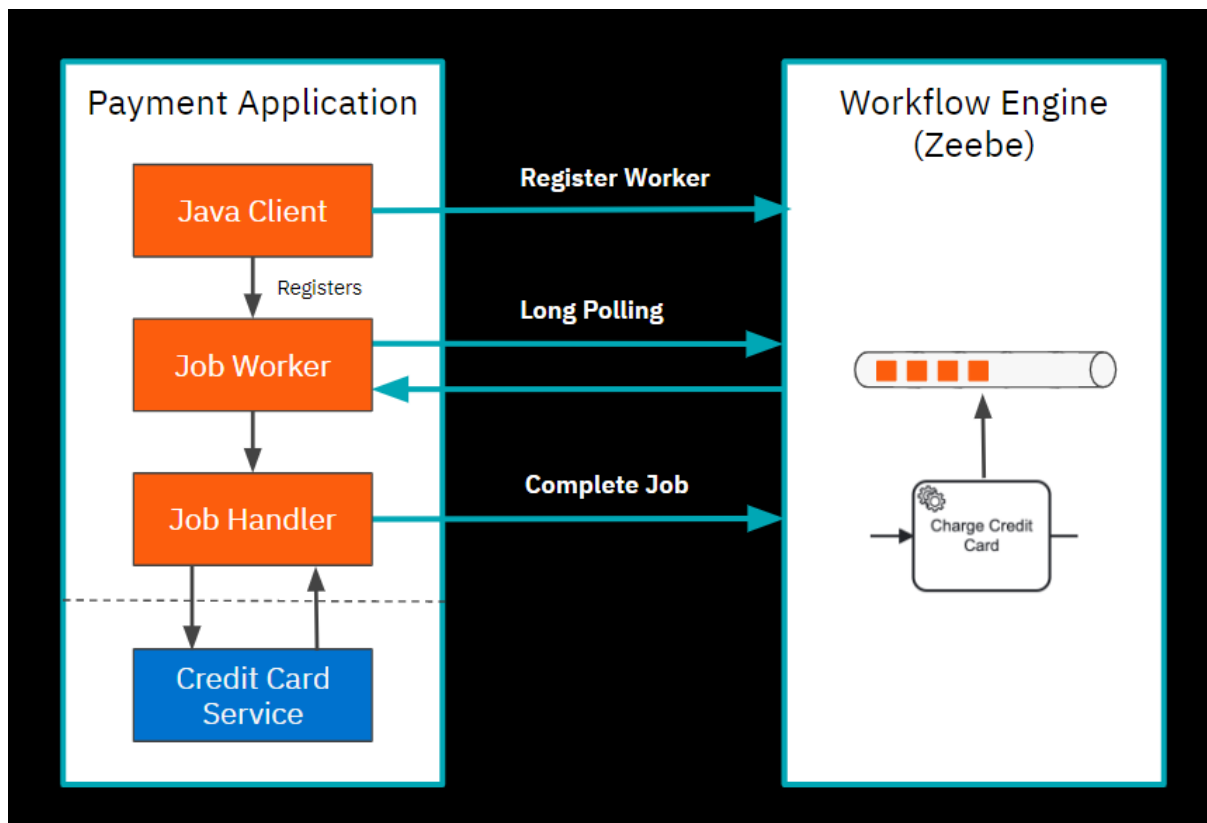 Payment Application
Java Client
Registers
Job Worker
Job Handler
Credit Card
Service
Register Worker
Long Polling
Complete Job
Workflow Engine
(Zeebe)
Charge Credit
Card